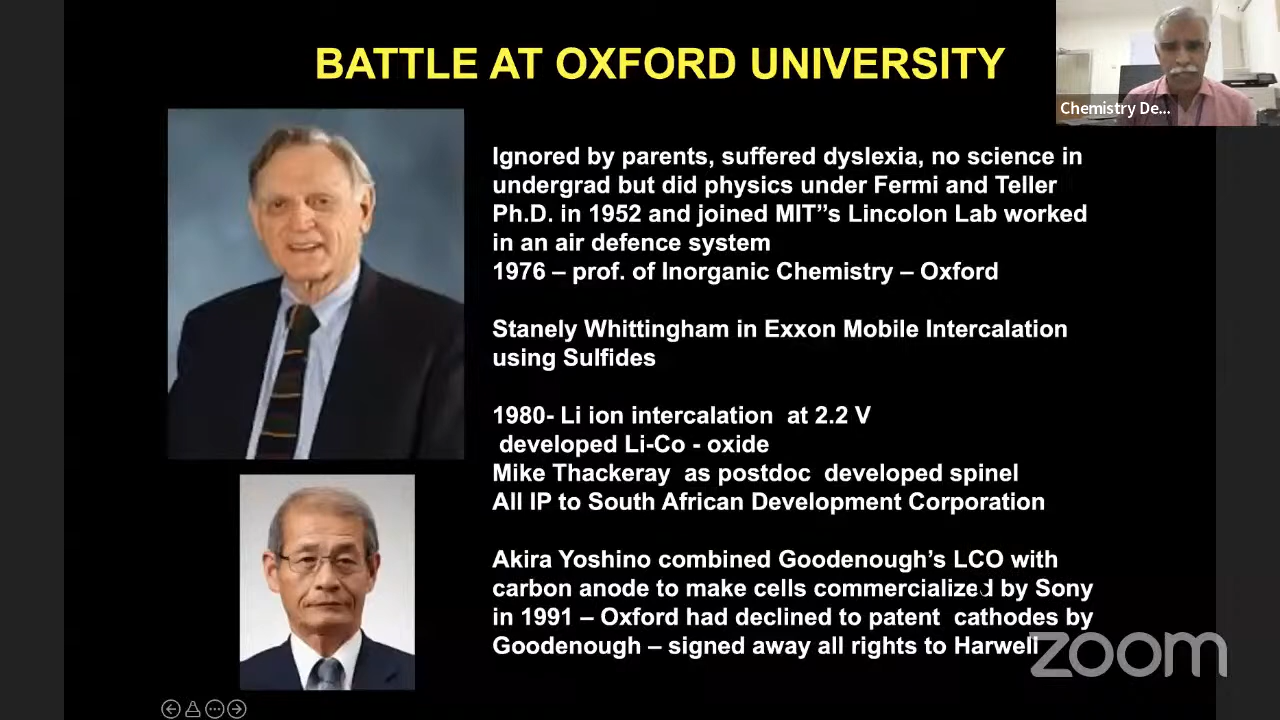 BATTLE AT OXFORD UNIVERSITY
Chemistry De...
Ignored by parents, suffered dyslexia, no science in
undergrad but did physics under Fermi and Teller
Ph.D. in 1952 and joined MIT’’s Lincolon Lab worked
in an air defence system
1976 – prof. of Inorganic Chemistry – Oxford
Stanely Whittingham in Exxon Mobile Intercalation
using Sulfides
1980- Li ion intercalation at 2.2 V
developed Li-Co - oxide
Mike Thackeray as postdoc developed spinel
All IP to South African Development Corporation
Akira Yoshino combined Goodenough’s LCO with
carbon anode to make cells commercialized by Sony
in 1991 – Oxford had declined to patent cathodes by
Goodenough – signed away all rights to Harwell
zoom